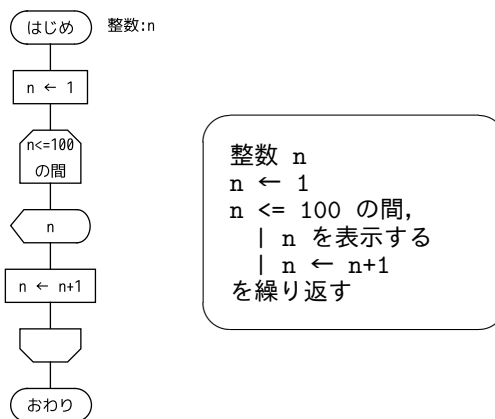 はじめ 整数:n
n ← 1
n<=100
の間
n
n ← n+1
おわり
整数 n
n ← 1
n <= 100 の間,
| n を表示する
| n ← n+1
を繰り返す